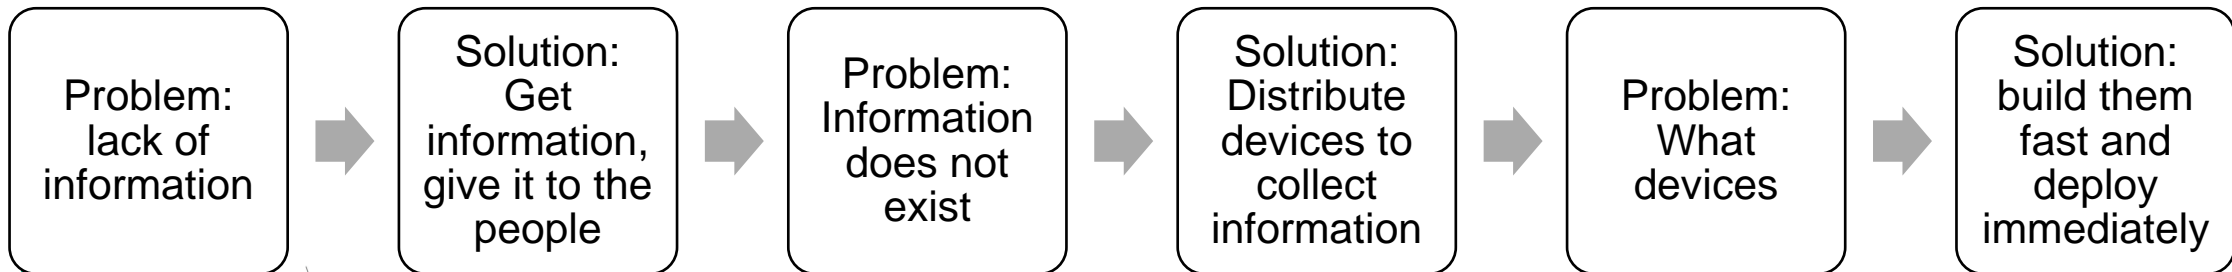 Problem:
lack of
information
Solution:
Get
information,
give it to the
people
Problem:
Information
does not
exist
Solution:
Distribute
devices to
collect
information
Problem:
What
devices
Solution:
build them
fast and
deploy
immediately